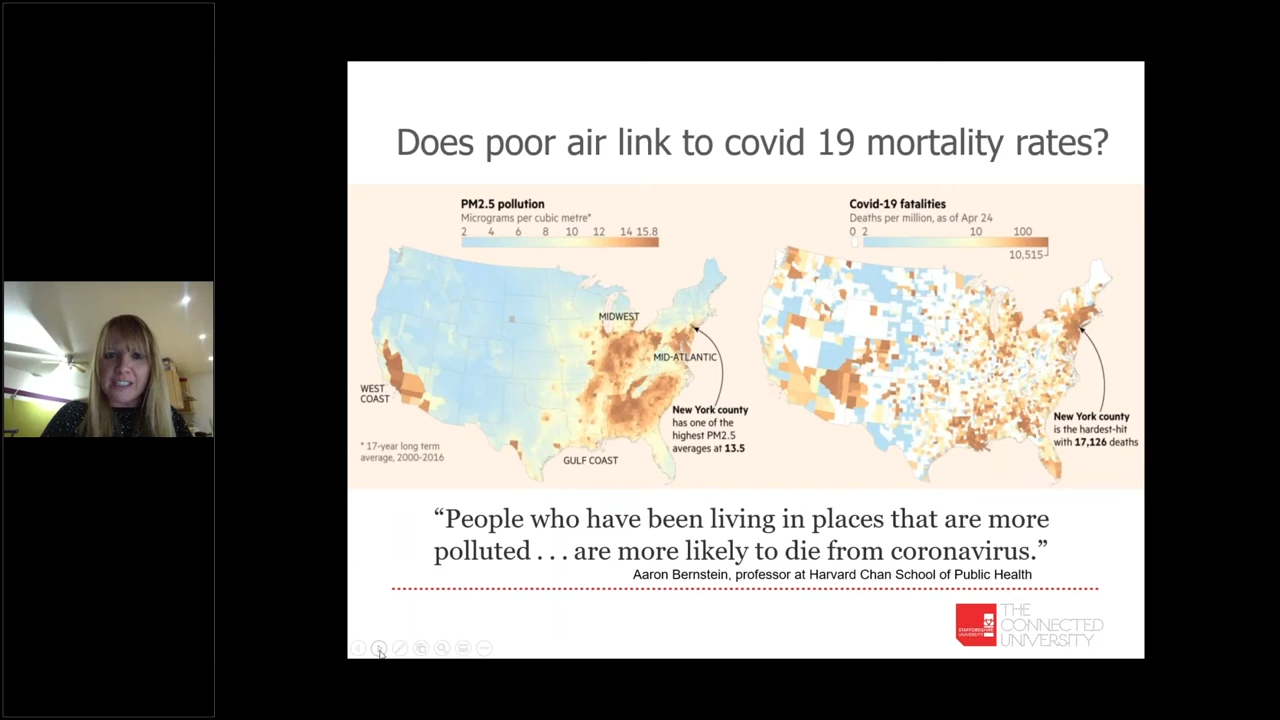 Does poor air link to covid 19 mortality rates?
PM2.5 pollution
Micrograms per cubic metre*
2 4 6 8 10 12 14 15.8
MIDWEST
MID-ATLANTIC
WEST
COAST
New York county
has one of the
highest PM2.5
averages at 13.5
* 17-year long term
average, 2000-2016
GULF COAST
Covid-19 fatalities
Deaths per million, as of Apr 24
0 2 10 100
10,515
New York county
is the hardest-hit
with 17,126 deaths
“People who have been living in places that are more
polluted . . . are more likely to die from coronavirus.”
Aaron Bernstein, professor at Harvard Chan School of Public Health
STAFFORDSHIRE
UNIVERSITY
THE
CONNECTED
UNIVERSITY